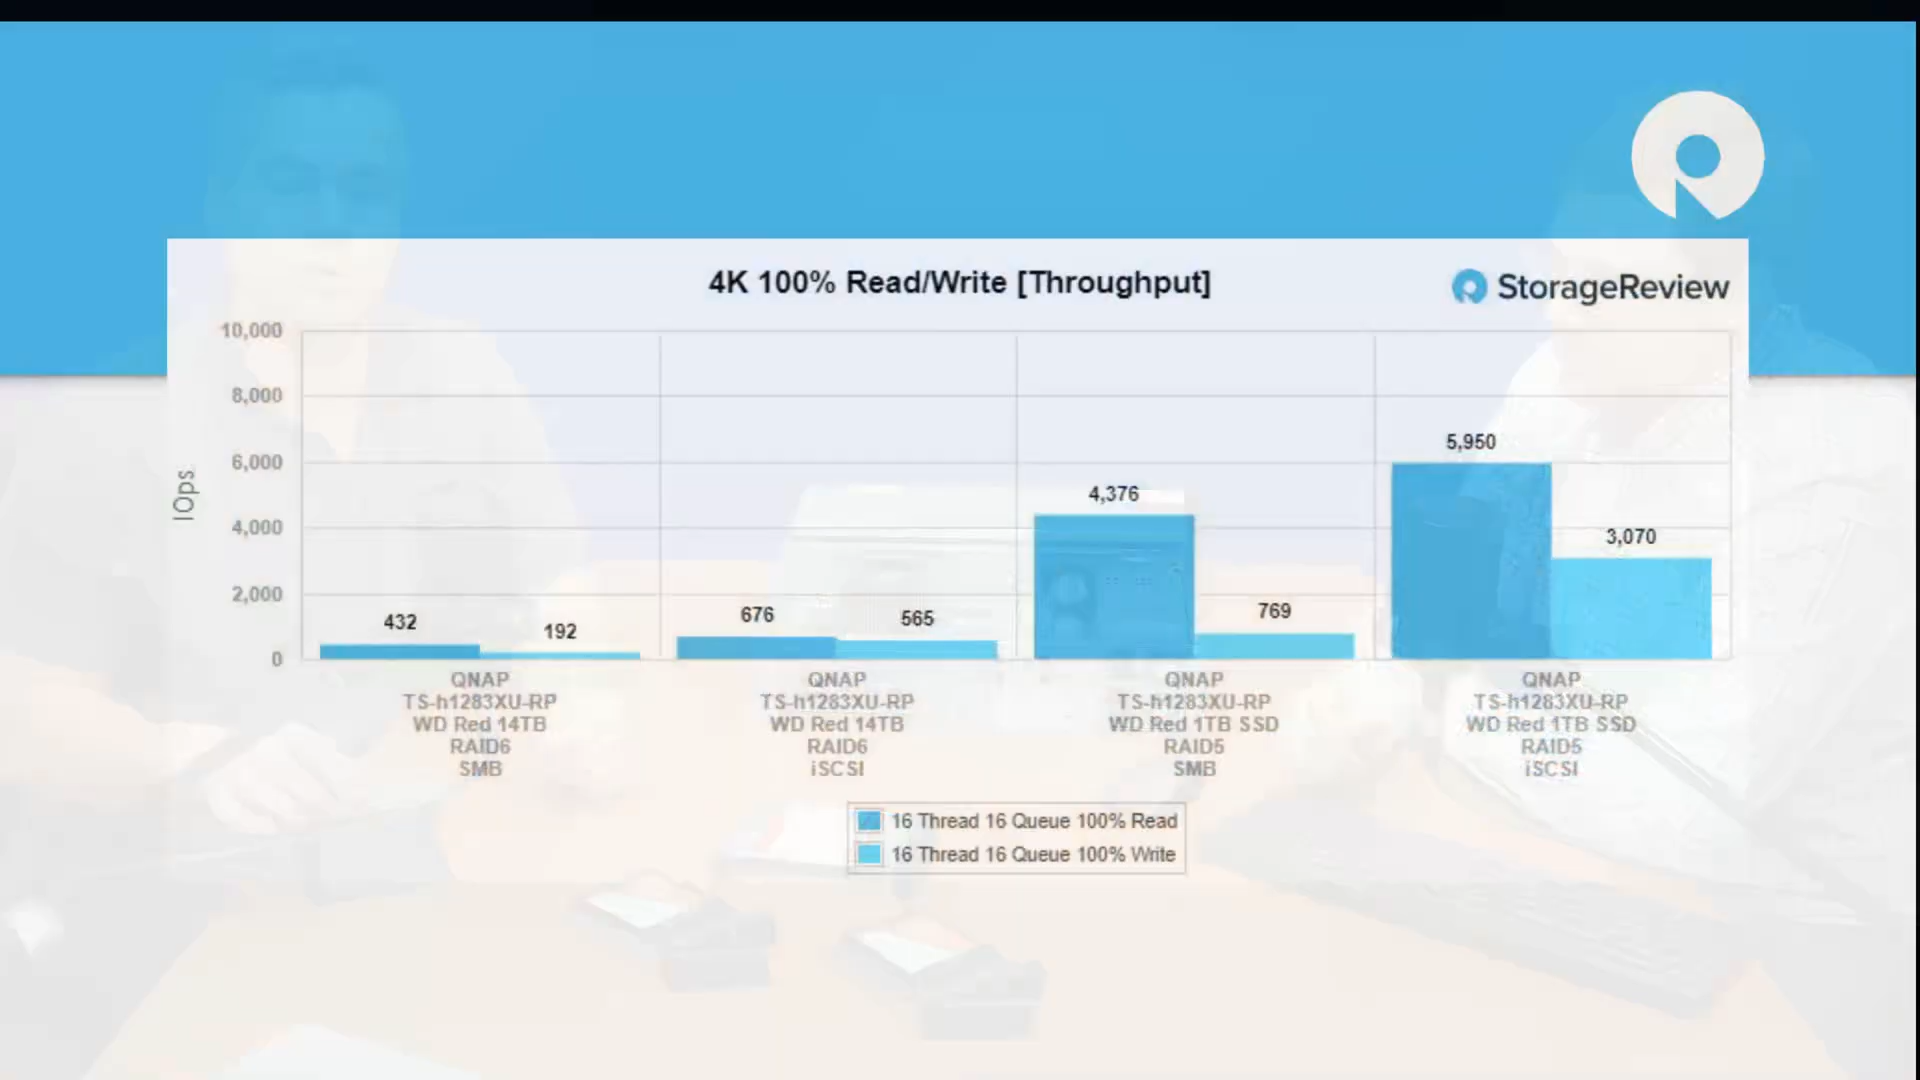 4K 100% Read/Write [Throughput]
StorageReview
10,000
8,000
6,000
4,000
2,000
0
IOps
432
192
676
565
4,376
769
5,950
3,070
QNAP
TS-h1283XU-RP
WD Red 14TB
RAID6
SMB
QNAP
TS-h1283XU-RP
WD Red 14TB
RAID6
iSCSI
QNAP
TS-h1283XU-RP
WD Red 1TB SSD
RAID5
SMB
QNAP
TS-h1283XU-RP
WD Red 1TB SSD
RAID5
iSCSI
16 Thread 16 Queue 100% Read
16 Thread 16 Queue 100% Write